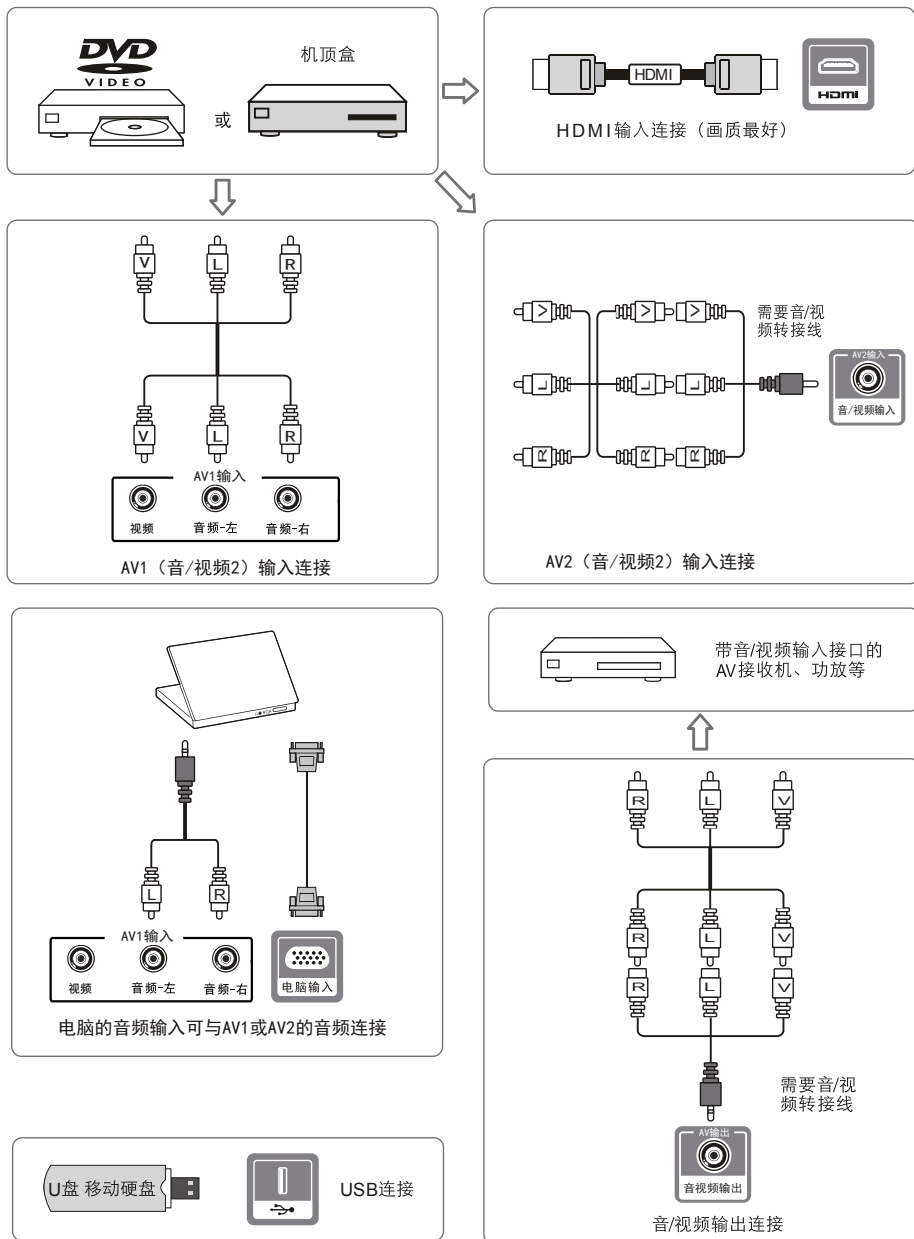 DVD
VIDEO
机顶盒
或
HDMI
HDMI
HDMI输入连接（画质最好）
V
L
R
V
L
R
AV1输入
视频
音频-左
音频-右
AV1（音/视频2）输入连接
V
V
V
L
L
L
R
R
R
需要音/视
频转接线
AV2输入
音/视频输入
AV2（音/视频2）输入连接
L
R
AV1输入
视频
音频-左
音频-右
电脑输入
电脑的音频输入可与AV1或AV2的音频连接
带音/视频输入接口的
AV接收机、功放等
R
L
V
R
L
V
R
L
V
需要音/视
频转接线
AV输出
音视频输出
音/视频输出连接
U盘 移动硬盘
USB连接